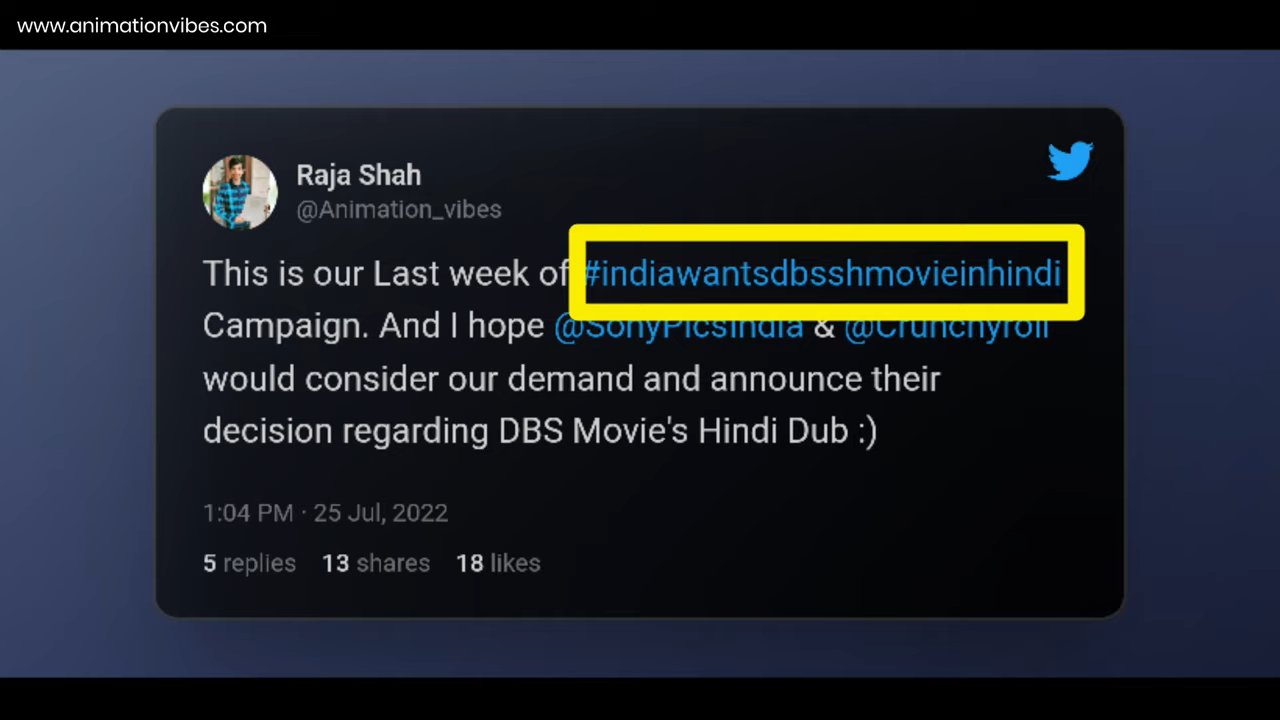 www.animationvibes.com
Raja Shah
@Animation_vibes
This is our Last week of #indiawantsdbsshmovieinhindi
Campaign. And I hope @SonyPicsIndia & @Crunchyroll
would consider our demand and announce their
decision regarding DBS Movie's Hindi Dub :)
1:04 PM · 25 Jul, 2022
5 replies 13 shares 18 likes